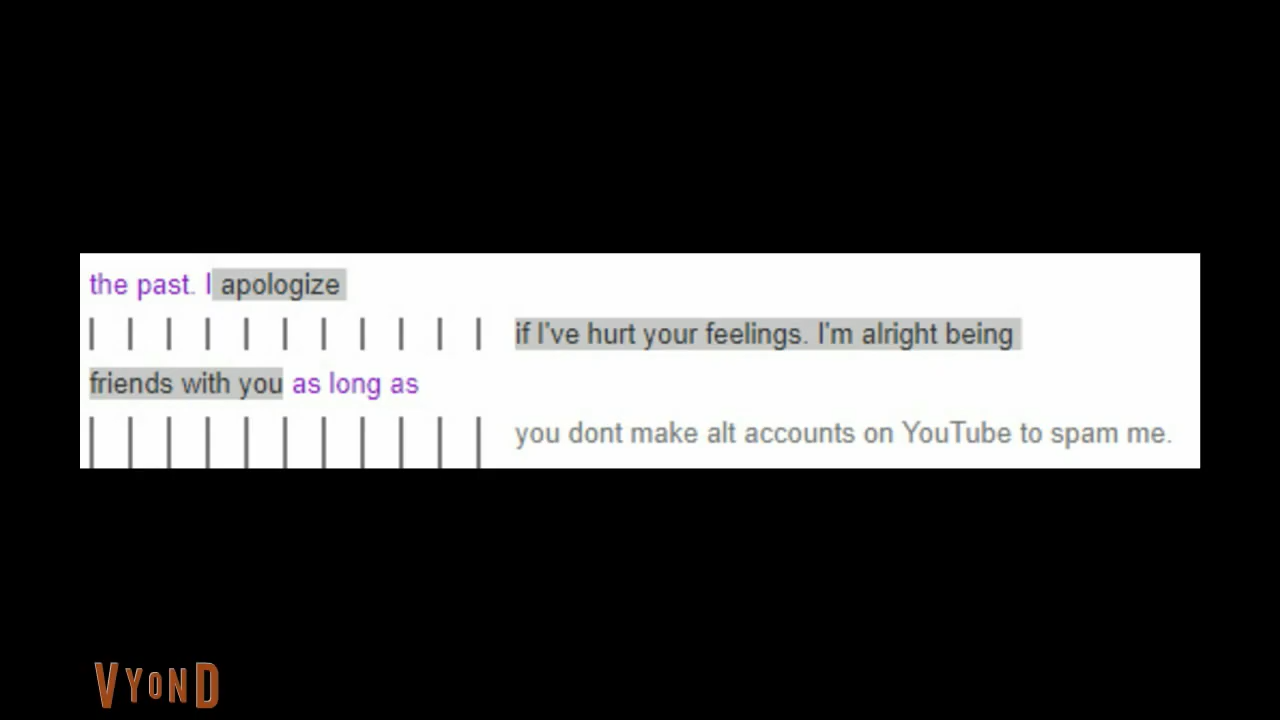 the past. I apologize
if I've hurt your feelings. I'm alright being
friends with you as long as
you dont make alt accounts on YouTube to spam me.
VYOND